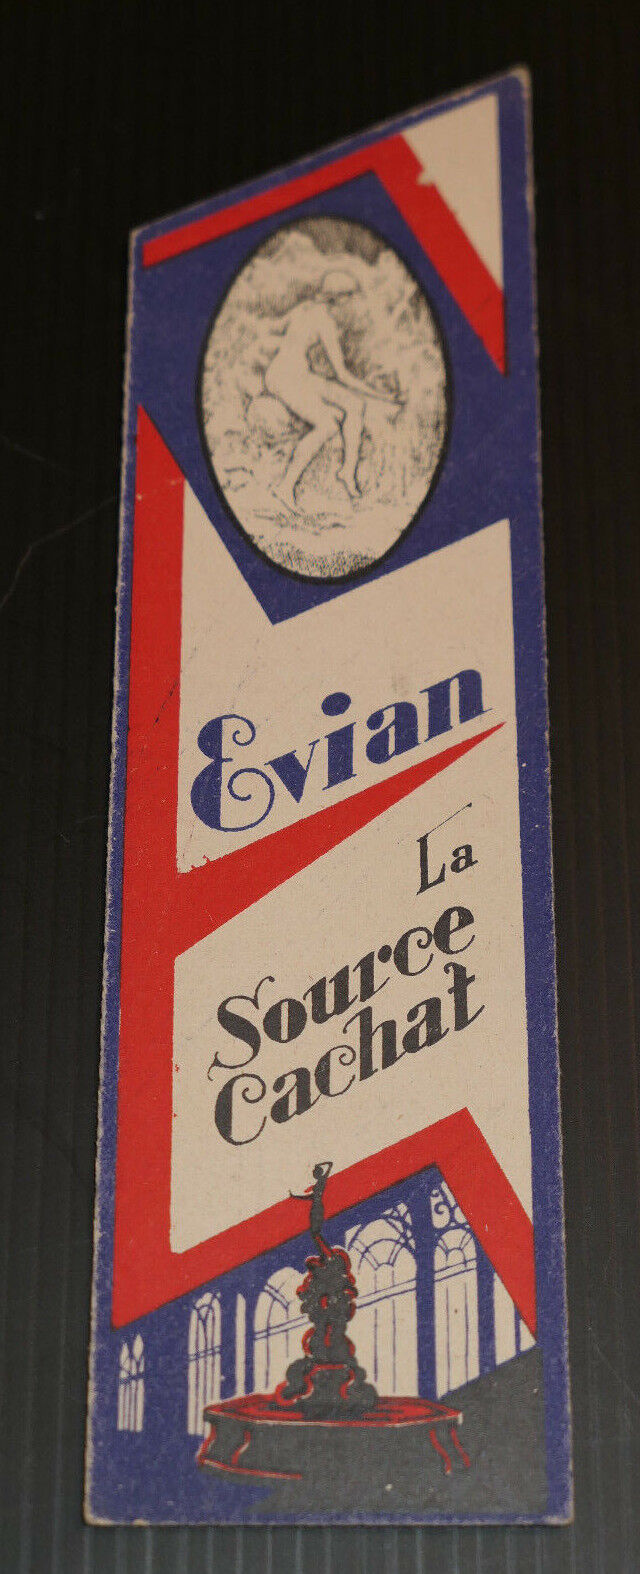 Evian
La
Source
Cachat